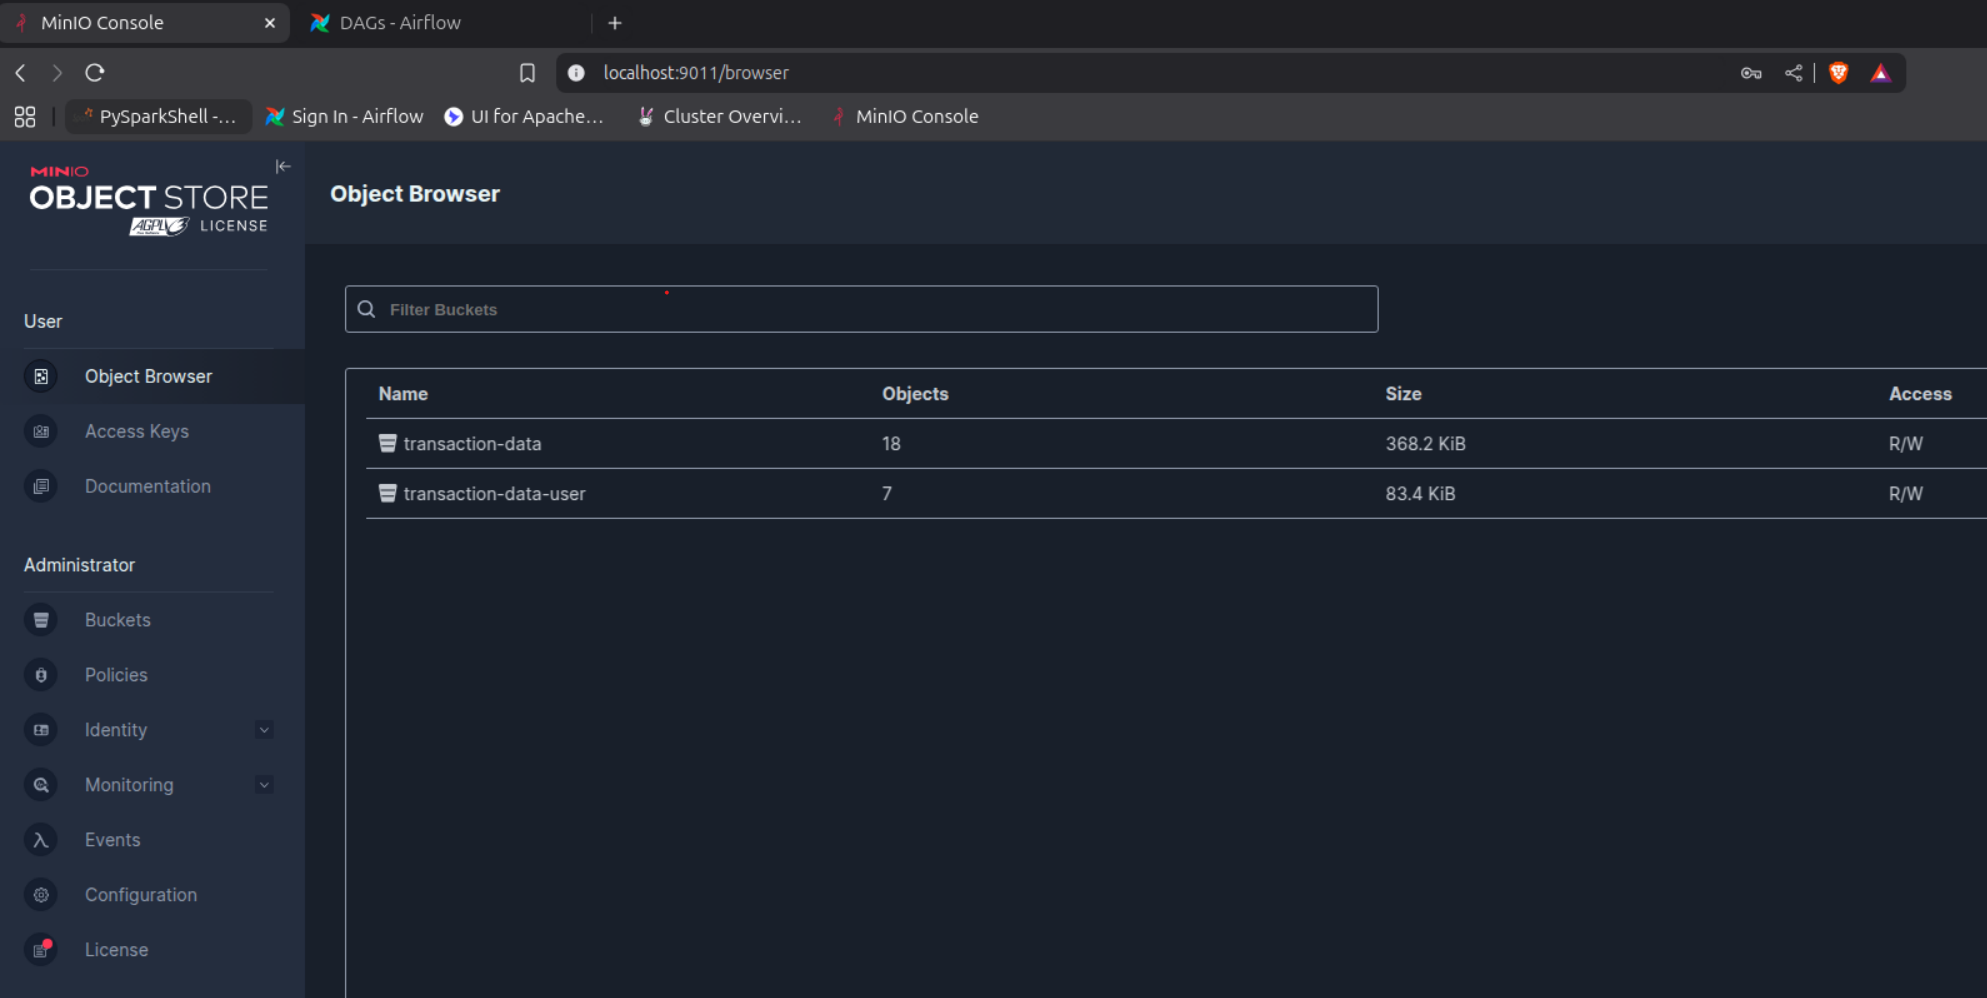 MinIO Console
DAGs - Airflow
localhost:9011/browser
PySparkShell -...
Sign In - Airflow
UI for Apache...
Cluster Overvi...
MinIO Console
MINIO
OBJECT STORE
AGPLv3 LICENSE
Object Browser
User
Filter Buckets
Object Browser
Access Keys
Documentation
Name Objects Size Access
transaction-data 18 368.2 KiB R/W
transaction-data-user 7 83.4 KiB R/W
Administrator
Buckets
Policies
Identity
Monitoring
Events
Configuration
License